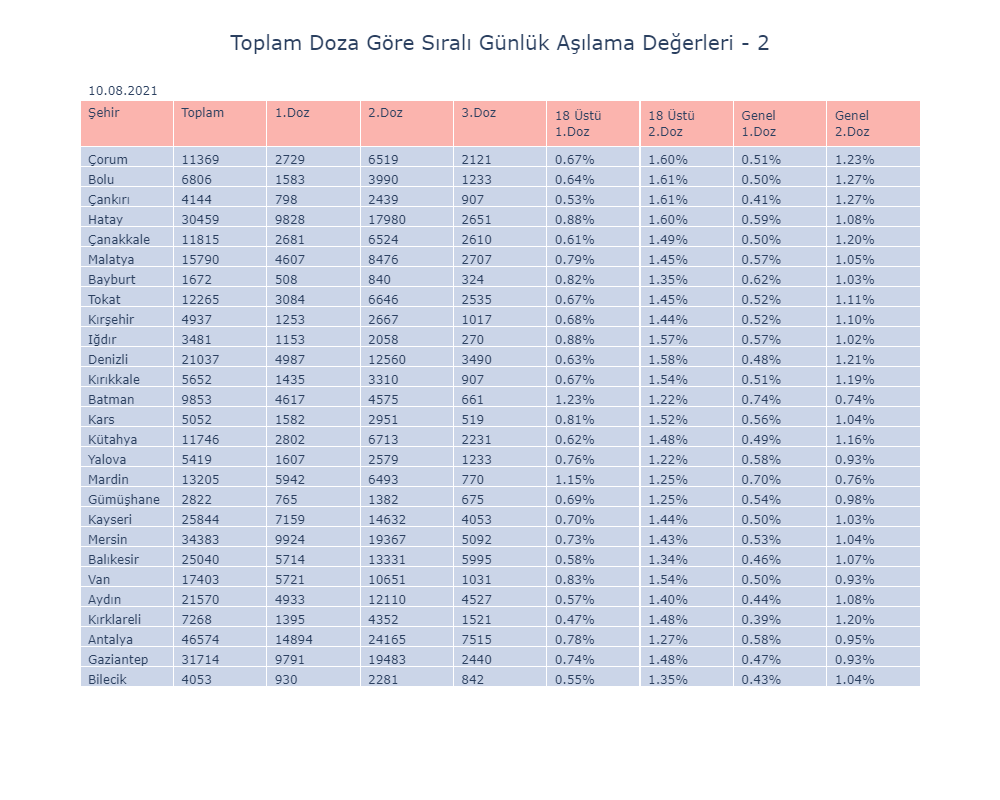 Toplam Doza Göre Sıralı Günlük Aşılama Değerleri - 2
10.08.2021
Şehir Toplam 1.Doz 2.Doz 3.Doz 18 Üstü 1.Doz 18 Üstü 2.Doz Genel 1.Doz Genel 2.Doz
Çorum 11369 2729 6519 2121 0.67% 1.60% 0.51% 1.23%
Bolu 6806 1583 3990 1233 0.64% 1.61% 0.50% 1.27%
Çankırı 4144 798 2439 907 0.53% 1.61% 0.41% 1.27%
Hatay 30459 9828 17980 2651 0.88% 1.60% 0.59% 1.08%
Çanakkale 11815 2681 6524 2610 0.61% 1.49% 0.50% 1.20%
Malatya 15790 4607 8476 2707 0.79% 1.45% 0.57% 1.05%
Bayburt 1672 508 840 324 0.82% 1.35% 0.62% 1.03%
Tokat 12265 3084 6646 2535 0.67% 1.45% 0.52% 1.11%
Kırşehir 4937 1253 2667 1017 0.68% 1.44% 0.52% 1.10%
Iğdır 3481 1153 2058 270 0.88% 1.57% 0.57% 1.02%
Denizli 21037 4987 12560 3490 0.63% 1.58% 0.48% 1.21%
Kırıkkale 5652 1435 3310 907 0.67% 1.54% 0.51% 1.19%
Batman 9853 4617 4575 661 1.23% 1.22% 0.74% 0.74%
Kars 5052 1582 2951 519 0.81% 1.52% 0.56% 1.04%
Kütahya 11746 2802 6713 2231 0.62% 1.48% 0.49% 1.16%
Yalova 5419 1607 2579 1233 0.76% 1.22% 0.58% 0.93%
Mardin 13205 5942 6493 770 1.15% 1.25% 0.70% 0.76%
Gümüşhane 2822 765 1382 675 0.69% 1.25% 0.54% 0.98%
Kayseri 25844 7159 14632 4053 0.70% 1.44% 0.50% 1.03%
Mersin 34383 9924 19367 5092 0.73% 1.43% 0.53% 1.04%
Balıkesir 25040 5714 13331 5995 0.58% 1.34% 0.46% 1.07%
Van 17403 5721 10651 1031 0.83% 1.54% 0.50% 0.93%
Aydın 21570 4933 12110 4527 0.57% 1.40% 0.44% 1.08%
Kırklareli 7268 1395 4352 1521 0.47% 1.48% 0.39% 1.20%
Antalya 46574 14894 24165 7515 0.78% 1.27% 0.58% 0.95%
Gaziantep 31714 9791 19483 2440 0.74% 1.48% 0.47% 0.93%
Bilecik 4053 930 2281 842 0.55% 1.35% 0.43% 1.04%